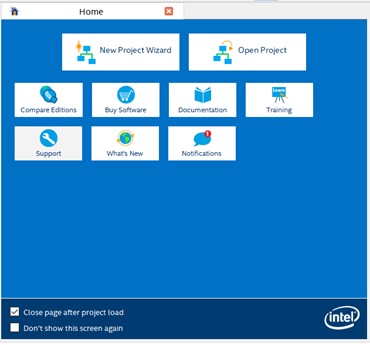 Home
New Project Wizard
Open Project
Compare Editions
Buy Software
Documentation
Learn
Training
Support
What's New
1
Notifications
Close page after project load
Don't show this screen again
intel